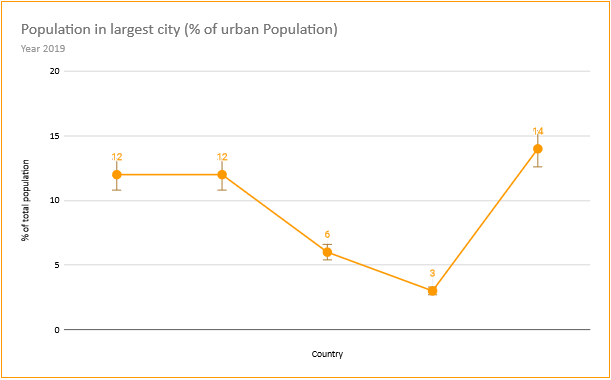 Population in largest city (% of urban Population)
Year 2019
20
15
10
5
0
% of total population
12
12
6
3
14
Country